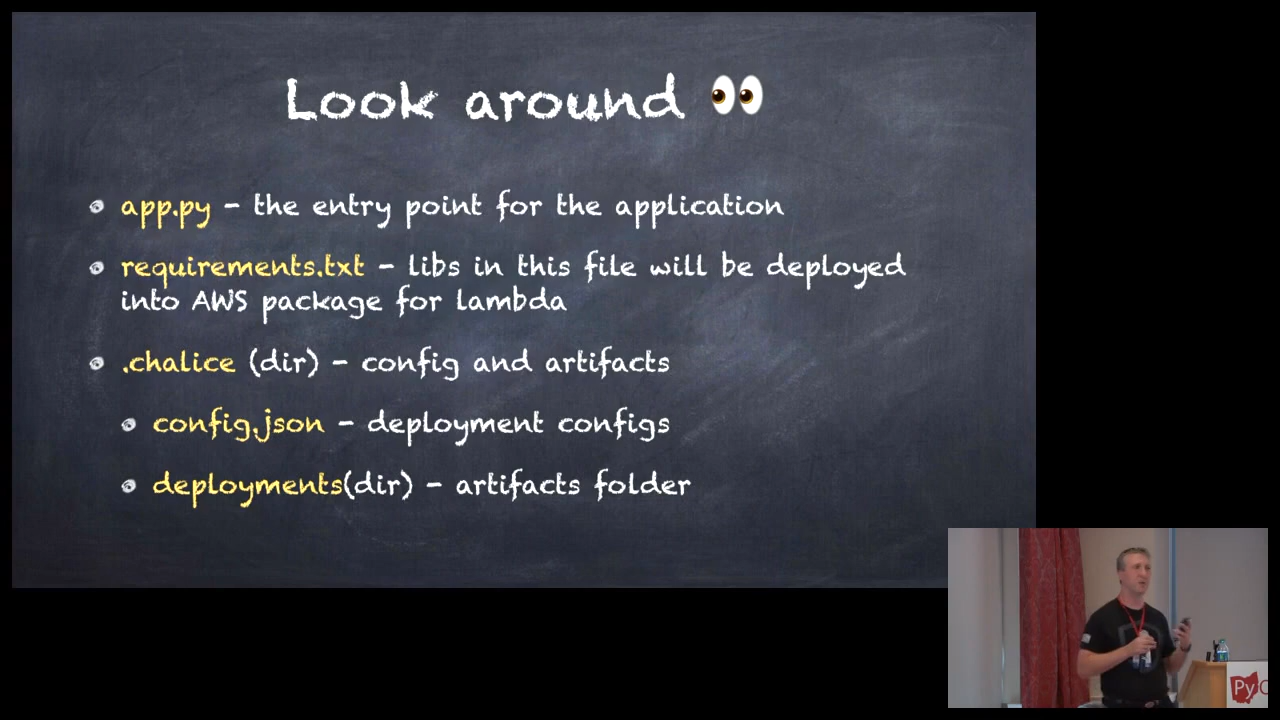 Look around 👀
app.py - the entry point for the application
requirements.txt - libs in this file will be deployed
into AWS package for lambda
.chalice (dir) - config and artifacts
config.json - deployment configs
deployments(dir) - artifacts folder
Py